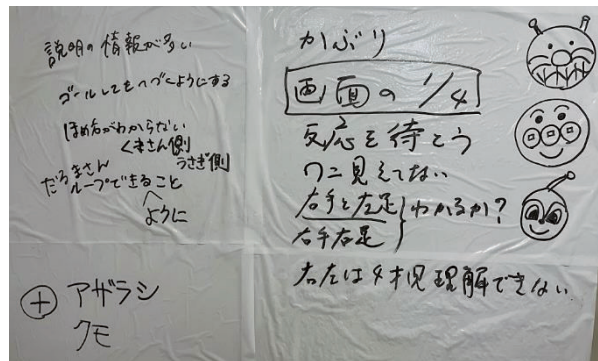 説明の情報が多い
ゴールしてもつづくようにする
ほめ方がわからない
くまさん側
うさぎ側
だるまさん
ループできること
ように
⊕ アザラシ
クモ
かぶり
画面の 1/4
反応を待とう
ワニ見えてない
右手と左足
右手右足
わかるか?
右左は4才児理解できない